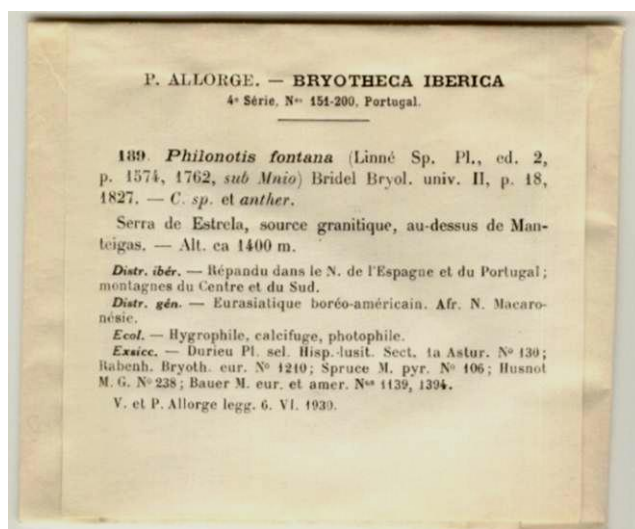 P. ALLORGE. — BRYOTHECA IBERICA
4e Série, Nos 151-200, Portugal.
189. Philonotis fontana (Linné Sp. Pl., ed. 2,
p. 1574, 1762, sub Mnio) Bridel Bryol. univ. II, p. 18,
1827. — C. sp. et anther.
Serra de Estrela, source granitique, au-dessus de Man-
teigas. — Alt. ca 1400 m.
Distr. ibér. — Répandu dans le N. de l'Espagne et du Portugal ;
montagnes du Centre et du Sud.
Distr. gén. — Eurasiatique boréo-américain. Afr. N. Macaro-
nésie.
Ecol. — Hygrophile, calcifuge, photophile.
Exsicc. — Durieu Pl. sel. Hisp.-lusit. Sect. 1a Astur. No 130 ;
Rabenh. Bryoth. eur. No 1210 ; Spruce M. pyr. No 106 ; Husnot
M. G. No 238 ; Bauer M. eur. et amer. Nos 1139, 1394.
V. et P. Allorge legg. 6. VI. 1939.